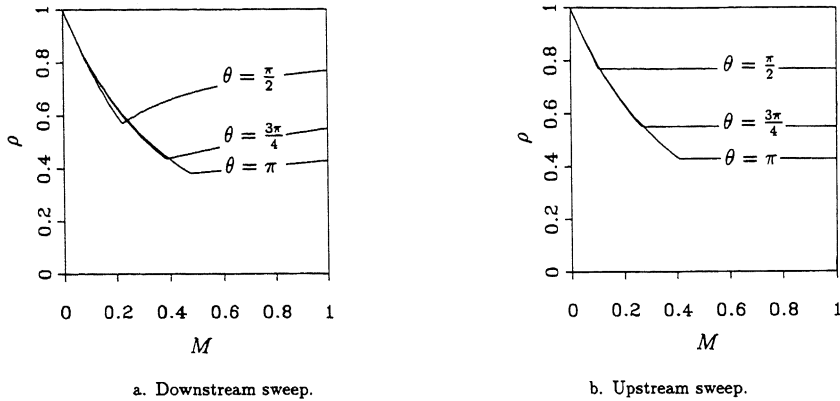 1
0.8
0.6
0.4
0.2
0
ρ
θ = π/2
θ = 3π/4
θ = π
0 0.2 0.4 0.6 0.8 1
M
a. Downstream sweep.
1
0.8
0.6
0.4
0.2
0
ρ
θ = π/2
θ = 3π/4
θ = π
0 0.2 0.4 0.6 0.8 1
M
b. Upstream sweep.